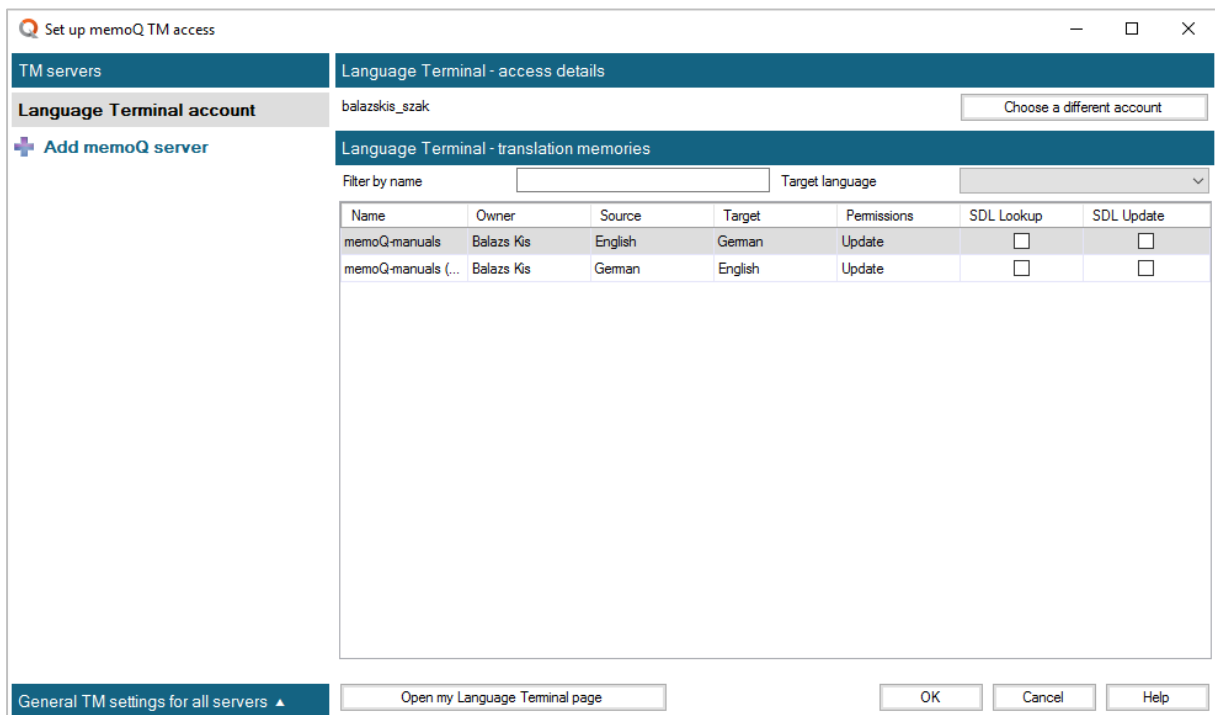 Set up memoQ TM access
TM servers
Language Terminal account
Add memoQ server
General TM settings for all servers ▲
Language Terminal - access details
balazskis_szak
Choose a different account
Language Terminal - translation memories
Filter by name Target language
Name Owner Source Target Permissions SDL Lookup SDL Update
memoQ-manuals Balazs Kis English German Update
memoQ-manuals (... Balazs Kis German English Update
Open my Language Terminal page OK Cancel Help